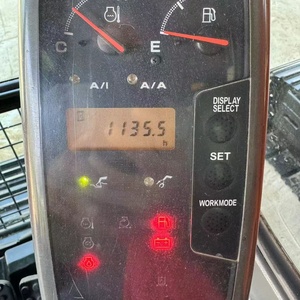 C
E
A/I
A/A
DISPLAY
SELECT
1135.5
h
SET
WORKMODE